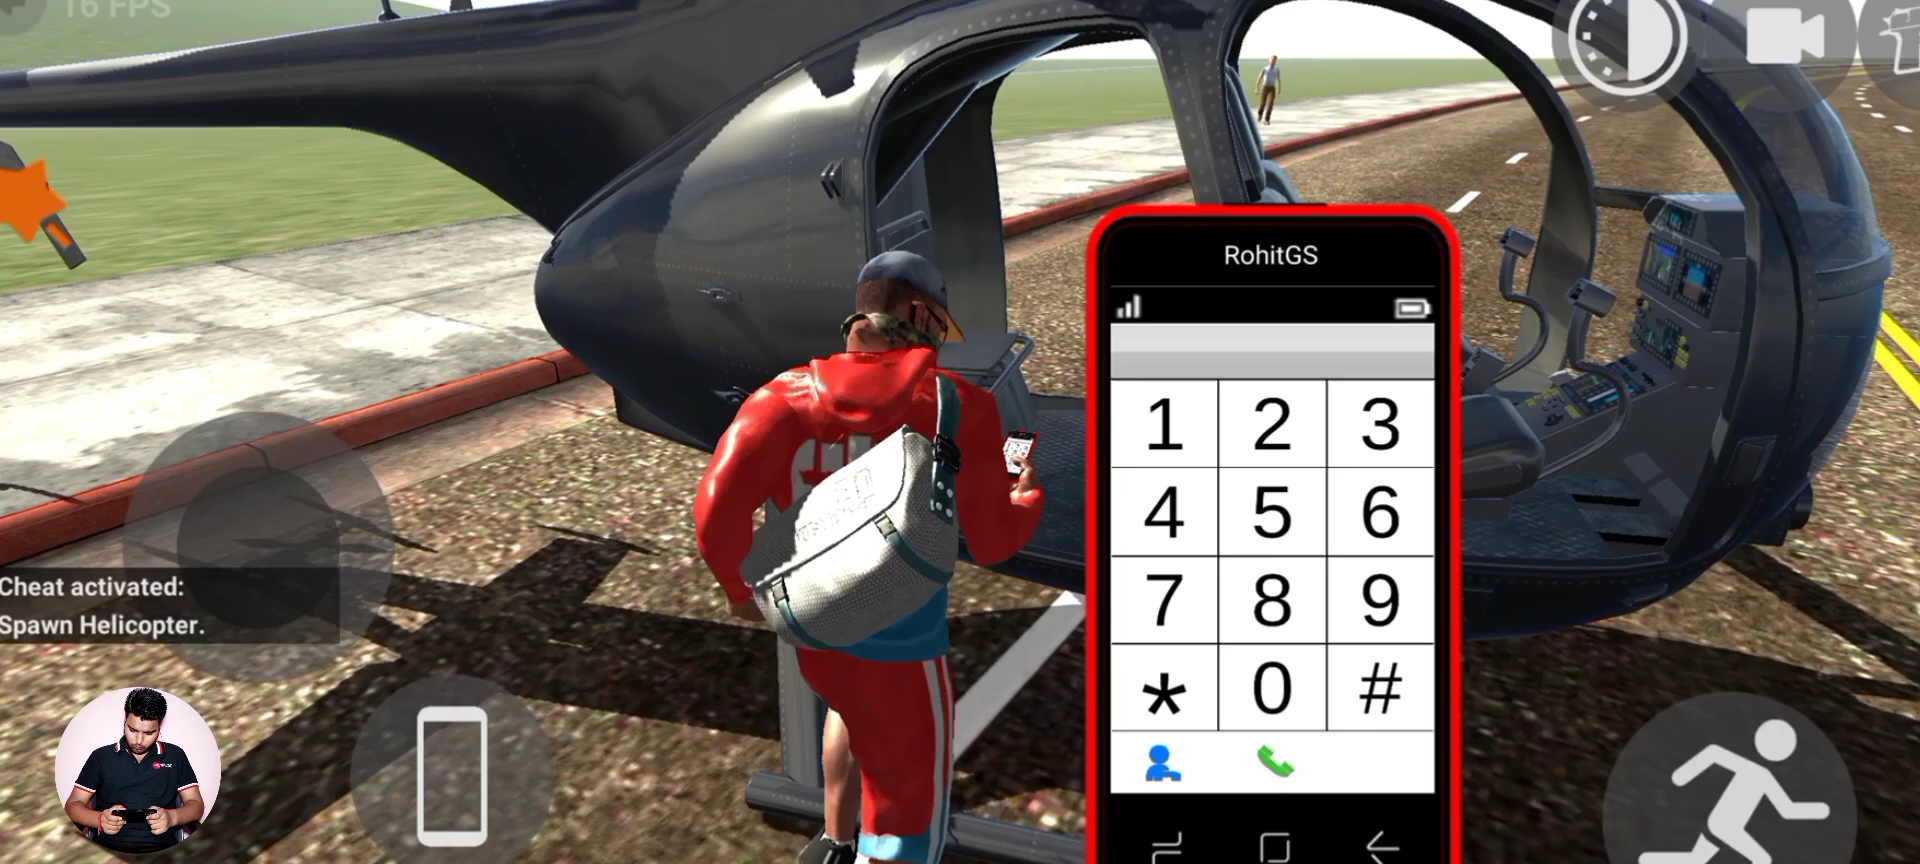 16 FPS
RohitGS
1 2 3
4 5 6
7 8 9
* 0 #
Cheat activated:
Spawn Helicopter.